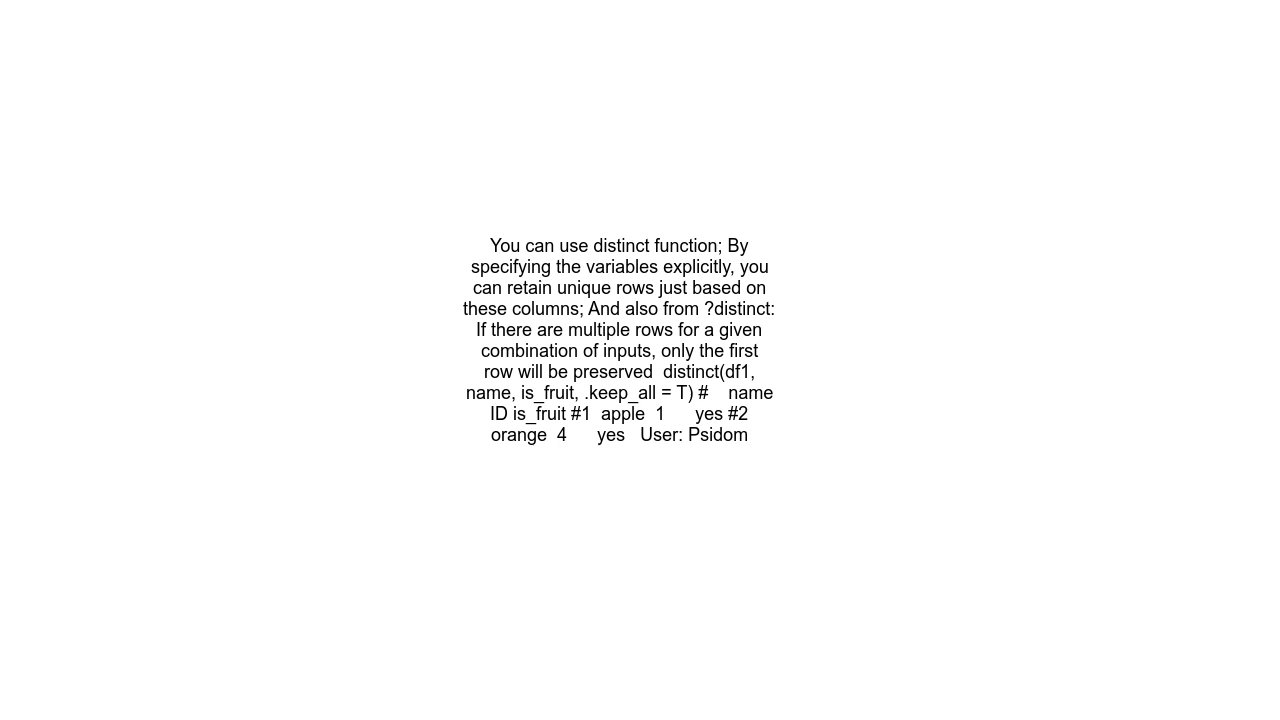 You can use distinct function; By
specifying the variables explicitly, you
can retain unique rows just based on
these columns; And also from ?distinct:
If there are multiple rows for a given
combination of inputs, only the first
row will be preserved  distinct(df1,
name, is_fruit, .keep_all = T) #    name
ID is_fruit #1  apple  1      yes #2
orange  4      yes   User: Psidom